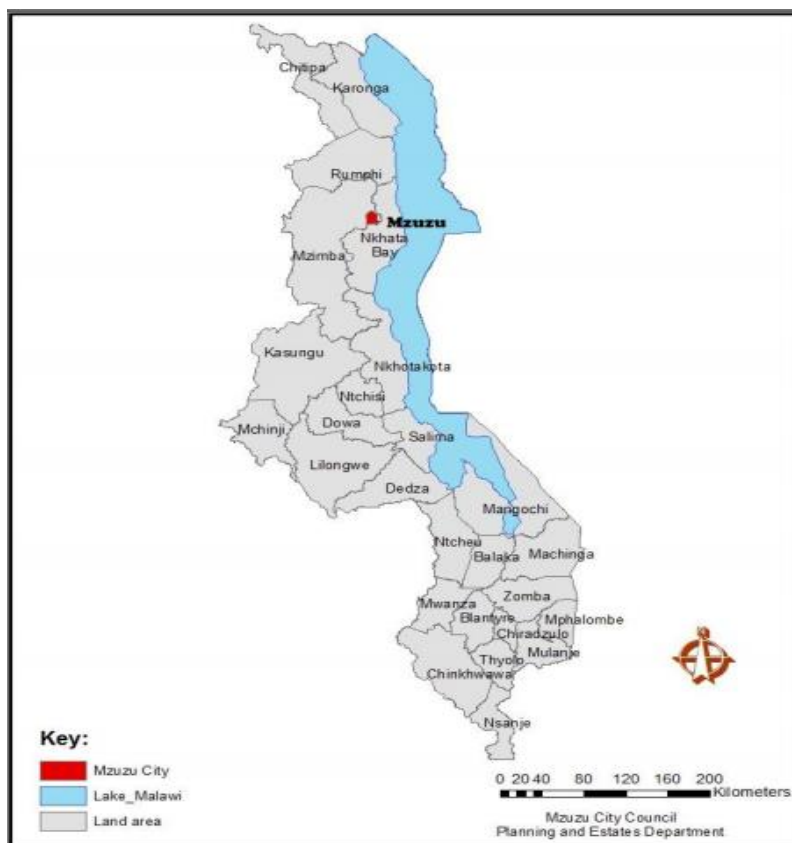 Chitipa
Karonga
Rumphi
Mzuzu
Nkhata
Bay
Mzimba
Kasungu
Nkhotakota
Ntchisi
Mchinji
Dowa
Salima
Lilongwe
Dedza
Mangochi
Ntcheu
Balaka
Machinga
Zomba
Mwanza
Blantyre
Mphalombe
Chiradzulo
Mulanje
Thyolo
Chinkhwawa
Nsanje
Key:
Mzuzu City
Lake_Malawi
Land area
0 20 40 80 120 160 200
Kilometers
Mzuzu City Council
Planning and Estates Department